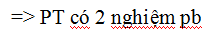 => PT có 2 nghiệm pb